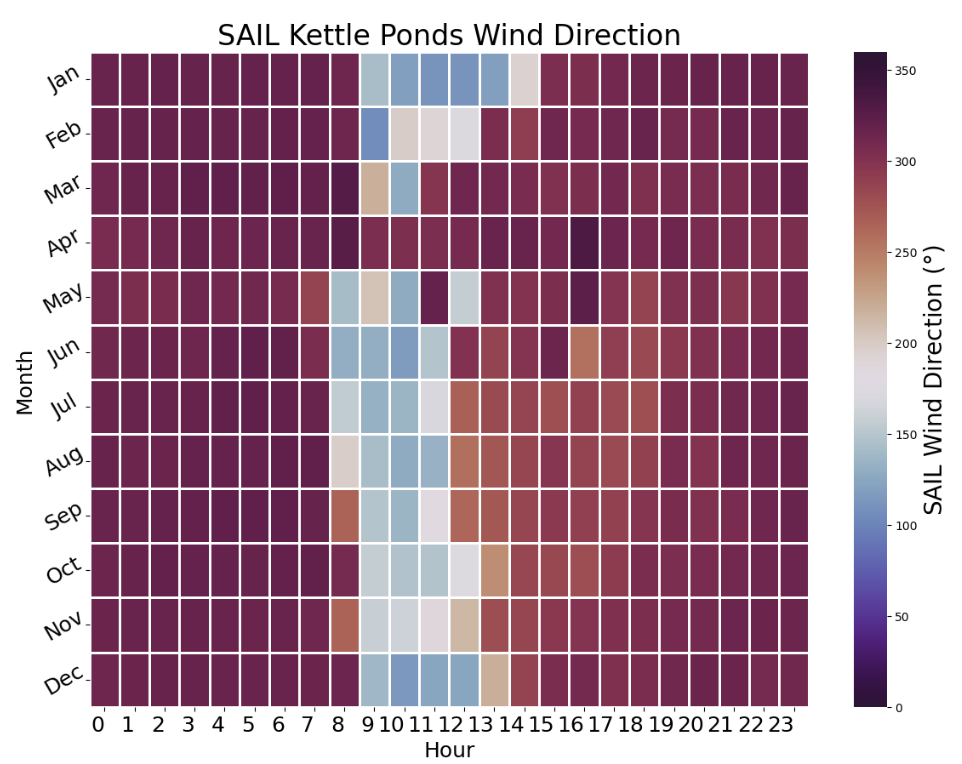 SAIL Kettle Ponds Wind Direction
Jan
Feb
Mar
Apr
May
Jun
Jul
Aug
Sep
Oct
Nov
Dec
Month
0 1 2 3 4 5 6 7 8 9 10 11 12 13 14 15 16 17 18 19 20 21 22 23
Hour
350
300
250
200
150
100
50
0
SAIL Wind Direction (°)